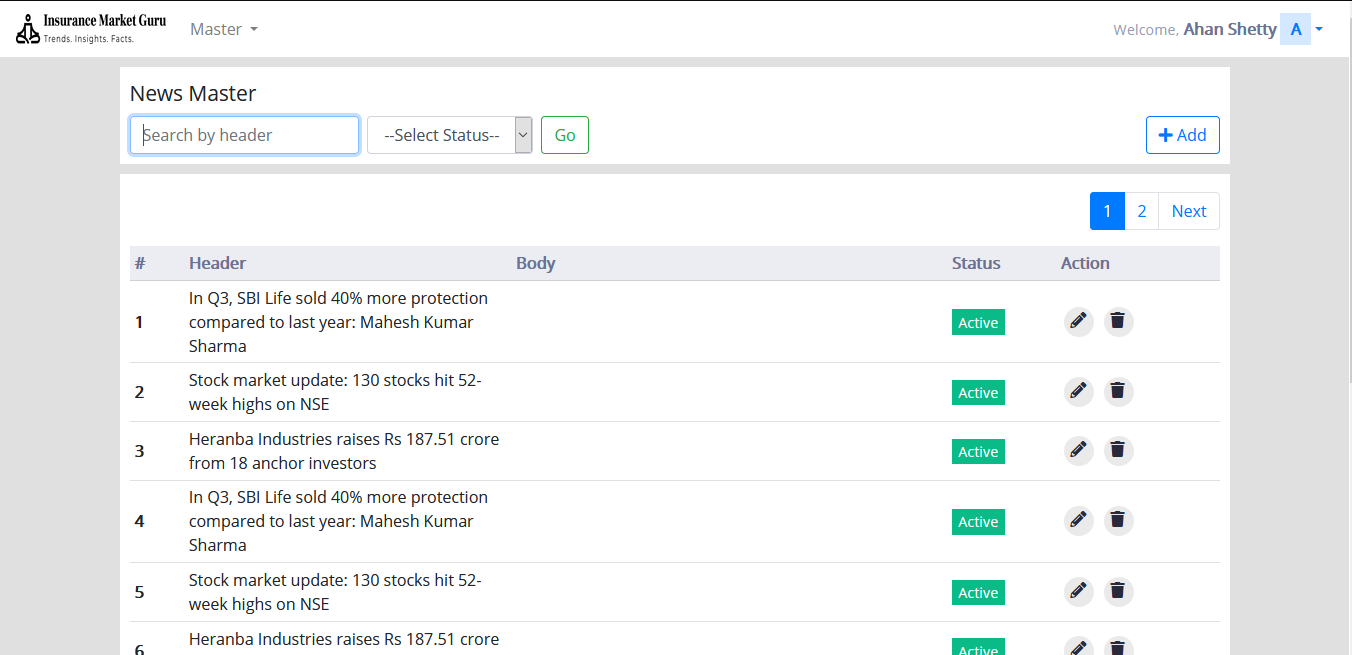 Insurance Market Guru
Trends. Insights. Facts.
Master
Welcome, Ahan Shetty A
News Master
Search by header
--Select Status--
Go
Add
1 2 Next
# Header Body Status Action
In Q3, SBI Life sold 40% more protection
1 compared to last year: Mahesh Kumar Active
Sharma
Stock market update: 130 stocks hit 52-
2 week highs on NSE Active
Heranba Industries raises Rs 187.51 crore
3 from 18 anchor investors Active
In Q3, SBI Life sold 40% more protection
4 compared to last year: Mahesh Kumar Active
Sharma
Stock market update: 130 stocks hit 52-
5 week highs on NSE Active
Heranba Industries raises Rs 187.51 crore
6 Active